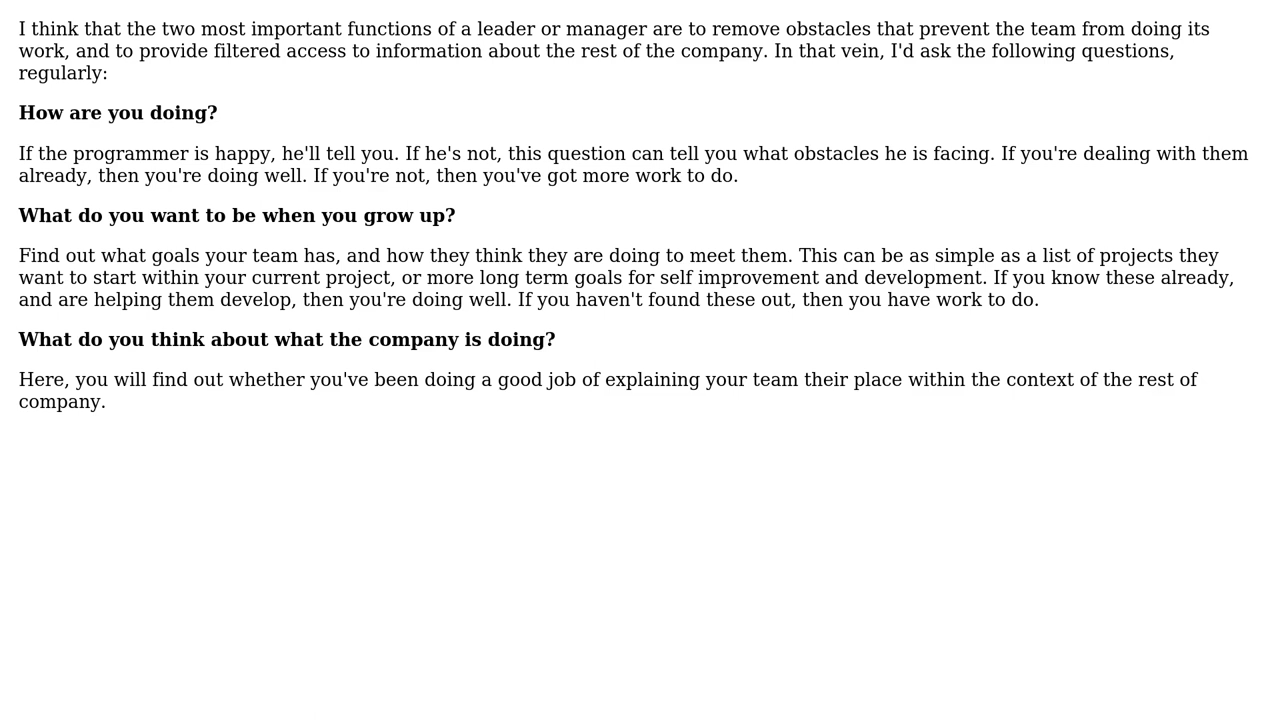 I think that the two most important functions of a leader or manager are to remove obstacles that prevent the team from doing its
work, and to provide filtered access to information about the rest of the company. In that vein, I'd ask the following questions,
regularly:
How are you doing?
If the programmer is happy, he'll tell you. If he's not, this question can tell you what obstacles he is facing. If you're dealing with them
already, then you're doing well. If you're not, then you've got more work to do.
What do you want to be when you grow up?
Find out what goals your team has, and how they think they are doing to meet them. This can be as simple as a list of projects they
want to start within your current project, or more long term goals for self improvement and development. If you know these already,
and are helping them develop, then you're doing well. If you haven't found these out, then you have work to do.
What do you think about what the company is doing?
Here, you will find out whether you've been doing a good job of explaining your team their place within the context of the rest of
company.